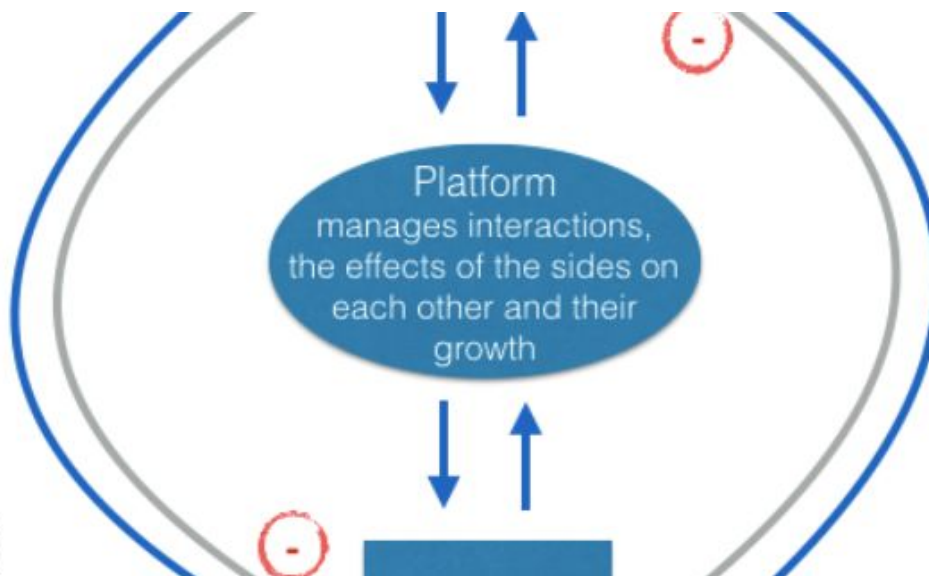 -
Platform
manages interactions,
the effects of the sides on
each other and their
growth
-